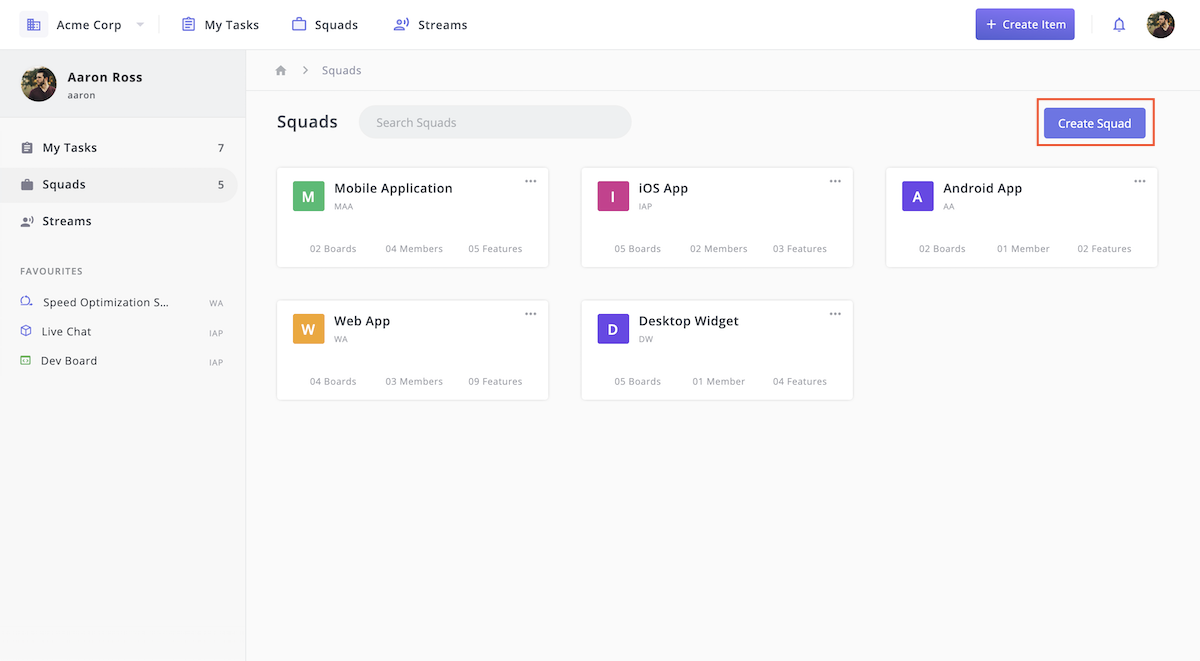 Acme Corp
My Tasks
Squads
Streams
+ Create Item
Aaron Ross
aaron
My Tasks 7
Squads 5
Streams
FAVOURITES
Speed Optimization S... WA
Live Chat IAP
Dev Board IAP
Squads
Squads
Search Squads
Create Squad
M
Mobile Application
MAA
02 Boards 04 Members 05 Features
I
iOS App
IAP
05 Boards 02 Members 03 Features
A
Android App
AA
02 Boards 01 Member 02 Features
W
Web App
WA
04 Boards 03 Members 09 Features
D
Desktop Widget
DW
05 Boards 01 Member 04 Features